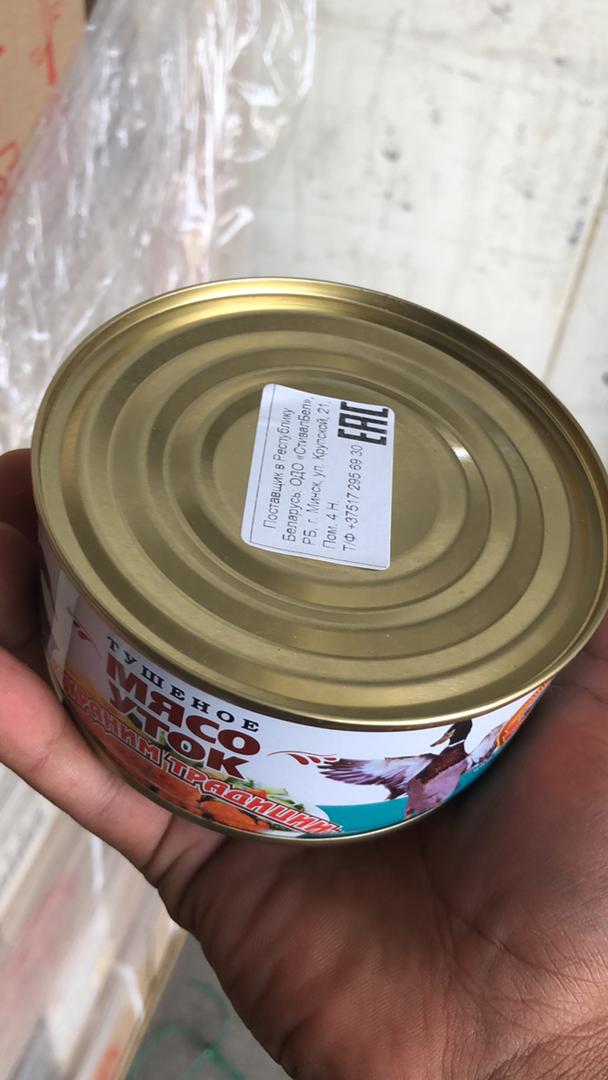 Поставщик в Республику
Беларусь: ОДО «СтивалБел»,
РБ, г. Минск, ул. Крупской, 21,
Пом. 4 Н.
Т/Ф +37517 295 69 30
EAC
ТУШЕНОЕ
МЯСО
УТОК
ТРАДИЦИИ